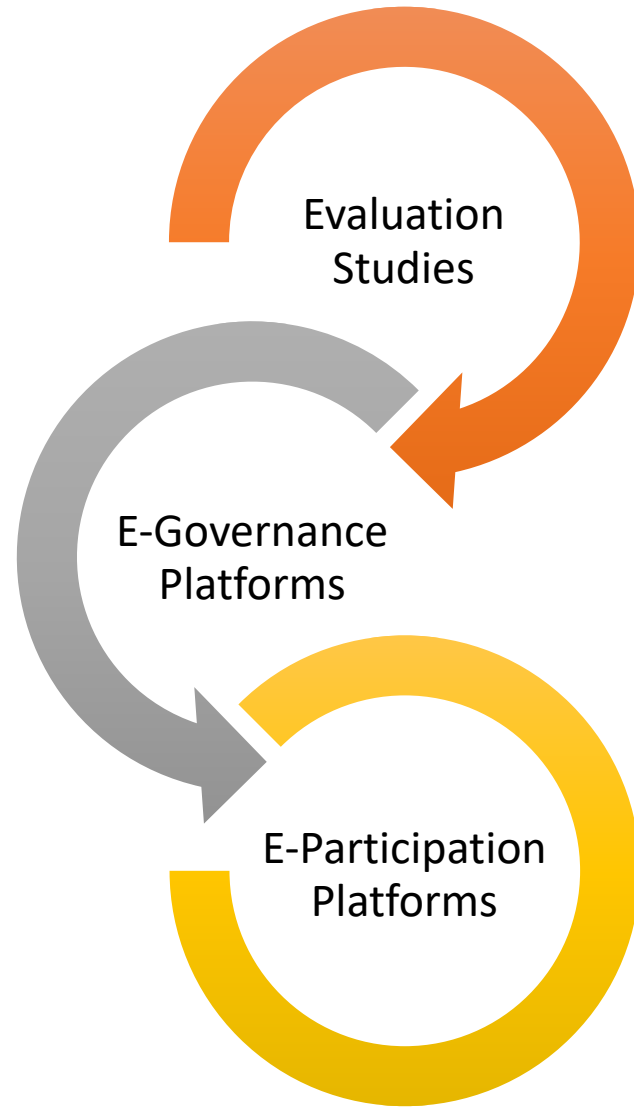 Evaluation
Studies
E-Governance
Platforms
E-Participation
Platforms